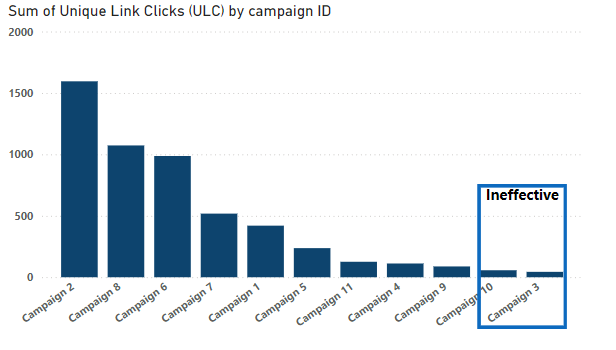 Sum of Unique Link Clicks (ULC) by campaign ID
2000
1500
1000
500
0
Ineffective
Campaign 2
Campaign 8
Campaign 6
Campaign 7
Campaign 1
Campaign 5
Campaign 11
Campaign 4
Campaign 9
Campaign 10
Campaign 3